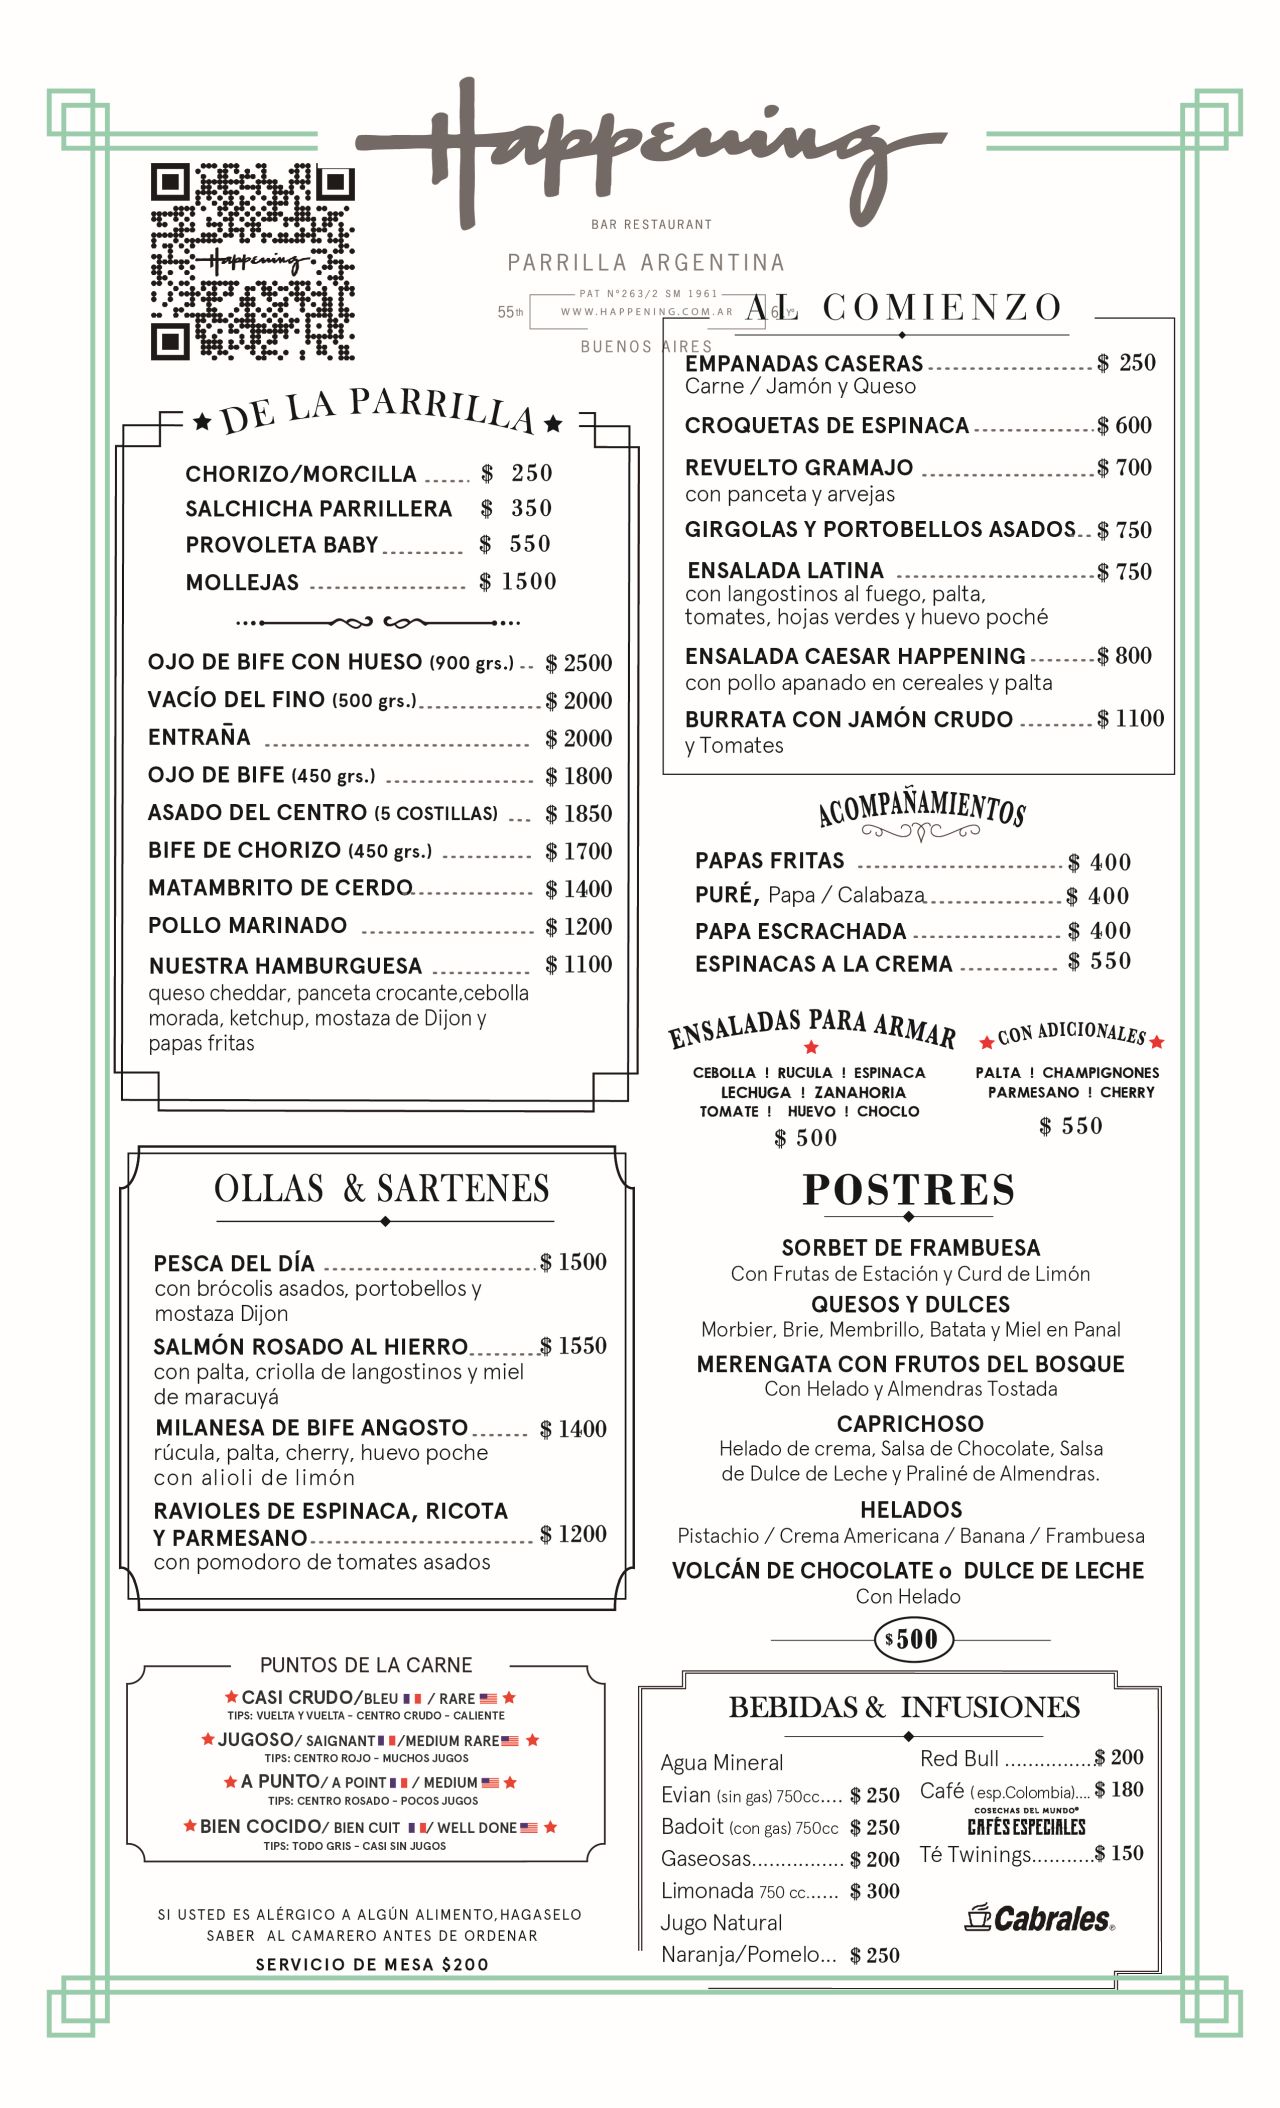 Happening
BAR RESTAURANT
PARRILLA ARGENTINA
PAT Nº263/2 SM 1961
55th WWW.HAPPENING.COM.AR
BUENOS AIRES
Happening
DE LA PARRILLA
CHORIZO/MORCILLA ...... $ 250
SALCHICHA PARRILLERA $ 350
PROVOLETA BABY ......... $ 550
MOLLEJAS .................. $ 1500
OJO DE BIFE CON HUESO (900 grs.) .. $ 2500
VACÍO DEL FINO (500 grs.) .............. $ 2000
ENTRAÑA .............................. $ 2000
OJO DE BIFE (450 grs.) ................. $ 1800
ASADO DEL CENTRO (5 COSTILLAS) ... $ 1850
BIFE DE CHORIZO (450 grs.) .......... $ 1700
MATAMBRITO DE CERDO .............. $ 1400
POLLO MARINADO .................... $ 1200
NUESTRA HAMBURGUESA ........... $ 1100
queso cheddar, panceta crocante,cebolla
morada, ketchup, mostaza de Dijon y
papas fritas
OLLAS & SARTENES
PESCA DEL DÍA ........................ $ 1500
con brócolis asados, portobellos y
mostaza Dijon
SALMÓN ROSADO AL HIERRO ......... $ 1550
con palta, criolla de langostinos y miel
de maracuyá
MILANESA DE BIFE ANGOSTO ....... $ 1400
rúcula, palta, cherry, huevo poche
con alioli de limón
RAVIOLES DE ESPINACA, RICOTA
Y PARMESANO ......................... $ 1200
con pomodoro de tomates asados
PUNTOS DE LA CARNE
CASI CRUDO/BLEU / RARE
TIPS: VUELTA Y VUELTA - CENTRO CRUDO - CALIENTE
JUGOSO/ SAIGNANT /MEDIUM RARE
TIPS: CENTRO ROJO - MUCHOS JUGOS
A PUNTO/ A POINT / MEDIUM
TIPS: CENTRO ROSADO - POCOS JUGOS
BIEN COCIDO/ BIEN CUIT / WELL DONE
TIPS: TODO GRIS - CASI SIN JUGOS
SI USTED ES ALÉRGICO A ALGÚN ALIMENTO,HAGASELO
SABER AL CAMARERO ANTES DE ORDENAR
SERVICIO DE MESA $200
AL COMIENZO
EMPANADAS CASERAS ................... $ 250
Carne / Jamón y Queso
CROQUETAS DE ESPINACA .............. $ 600
REVUELTO GRAMAJO .................... $ 700
con panceta y arvejas
GIRGOLAS Y PORTOBELLOS ASADOS... $ 750
ENSALADA LATINA ....................... $ 750
con langostinos al fuego, palta,
tomates, hojas verdes y huevo poché
ENSALADA CAESAR HAPPENING ........ $ 800
con pollo apanado en cereales y palta
BURRATA CON JAMÓN CRUDO ......... $ 1100
y Tomates
ACOMPAÑAMIENTOS
PAPAS FRITAS ........................ $ 400
PURÉ, Papa / Calabaza................ $ 400
PAPA ESCRACHADA ................. $ 400
ESPINACAS A LA CREMA ........... $ 550
ENSALADAS PARA ARMAR
CEBOLLA ! RUCULA ! ESPINACA
LECHUGA ! ZANAHORIA
TOMATE ! HUEVO ! CHOCLO
$ 500
CON ADICIONALES
PALTA ! CHAMPIGNONES
PARMESANO ! CHERRY
$ 550
POSTRES
SORBET DE FRAMBUESA
Con Frutas de Estación y Curd de Limón
QUESOS Y DULCES
Morbier, Brie, Membrillo, Batata y Miel en Panal
MERENGATA CON FRUTOS DEL BOSQUE
Con Helado y Almendras Tostada
CAPRICHOSO
Helado de crema, Salsa de Chocolate, Salsa
de Dulce de Leche y Praliné de Almendras.
HELADOS
Pistachio / Crema Americana / Banana / Frambuesa
VOLCÁN DE CHOCOLATE o DULCE DE LECHE
Con Helado
$500
BEBIDAS & INFUSIONES
Agua Mineral
Evian (sin gas) 750cc.... $ 250
Badoit (con gas) 750cc $ 250
Gaseosas................ $ 200
Limonada 750 cc...... $ 300
Jugo Natural
Naranja/Pomelo... $ 250
Red Bull ................$ 200
Café (esp.Colombia).... $ 180
COSECHAS DEL MUNDO
CAFÉS ESPECIALES
Té Twinings...........$ 150
Cabrales